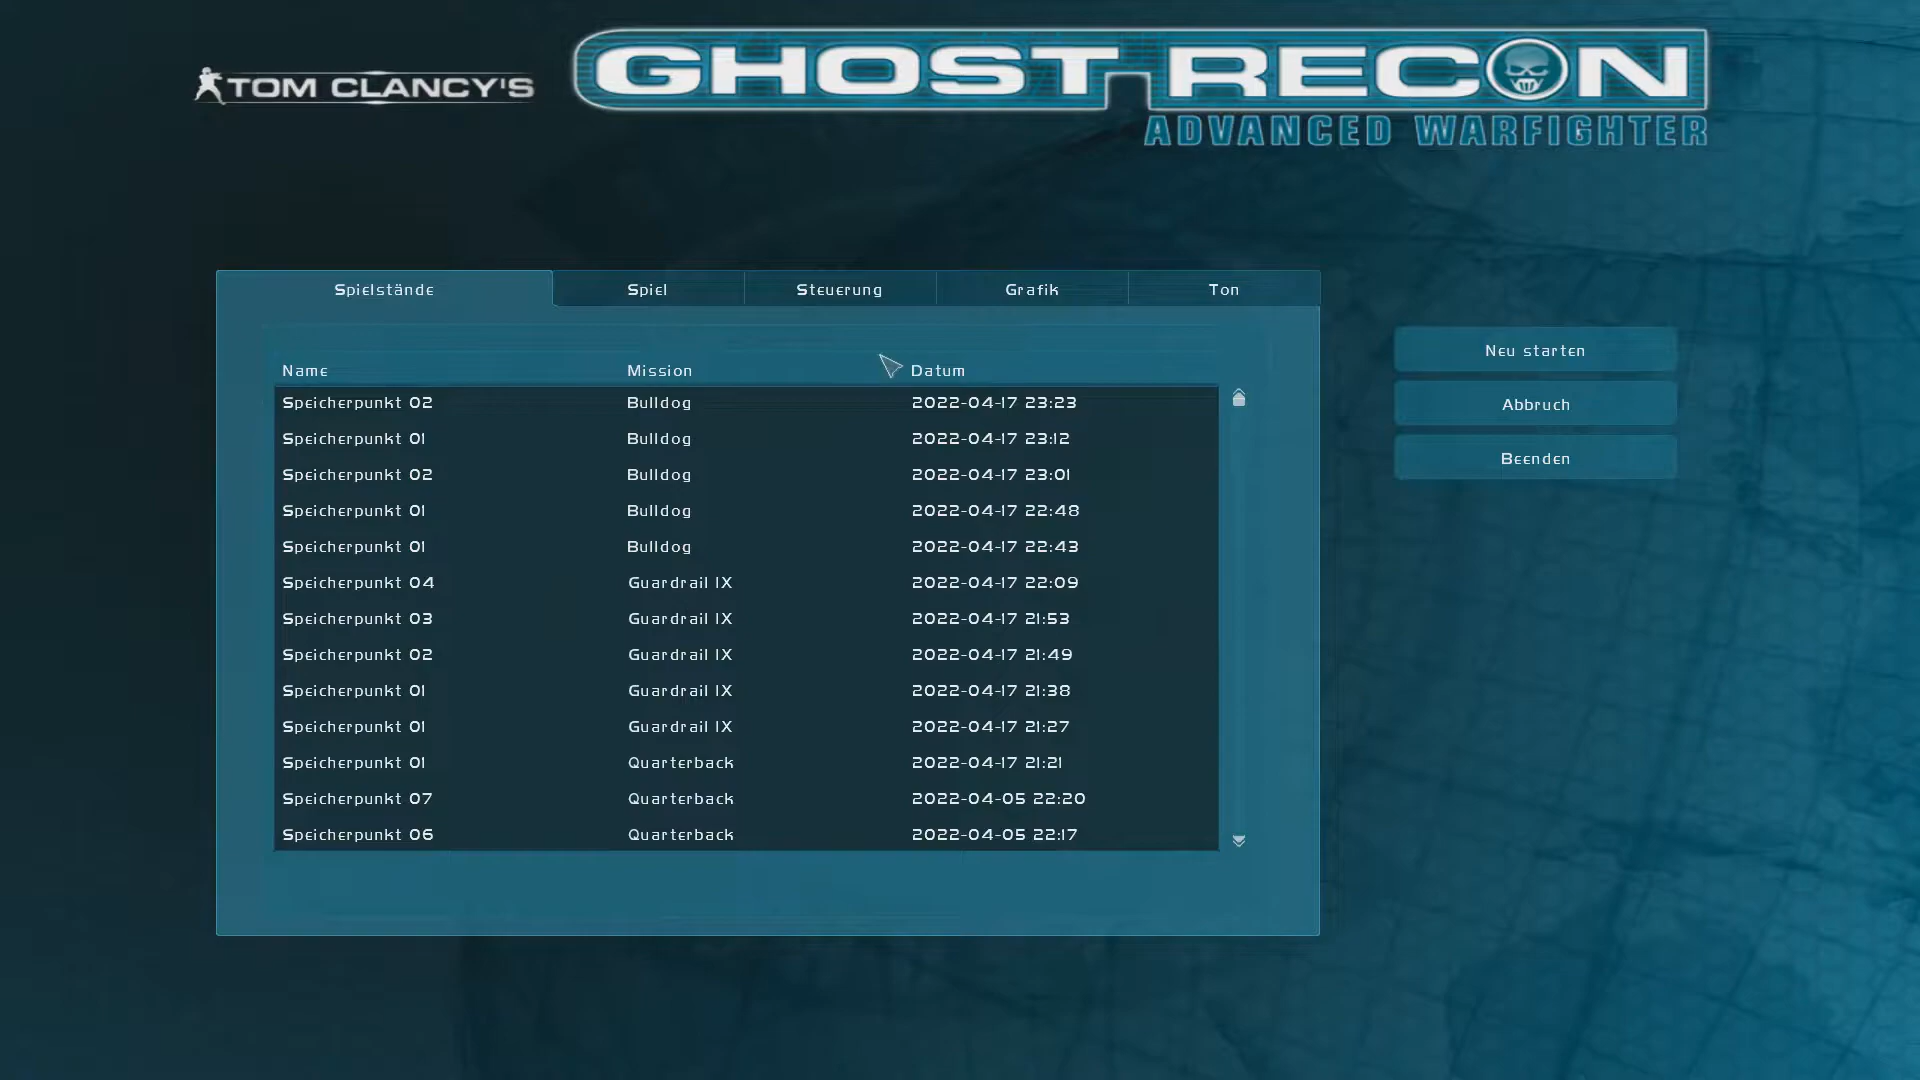 TOM CLANCY'S GHOST RECON
ADVANCED WARFIGHTER
Spielstände Spiel Steuerung Grafik Ton
Name Mission Datum
Speicherpunkt 02 Bulldog 2022-04-17 23:23
Speicherpunkt 01 Bulldog 2022-04-17 23:12
Speicherpunkt 02 Bulldog 2022-04-17 23:01
Speicherpunkt 01 Bulldog 2022-04-17 22:48
Speicherpunkt 01 Bulldog 2022-04-17 22:43
Speicherpunkt 04 Guardrail IX 2022-04-17 22:09
Speicherpunkt 03 Guardrail IX 2022-04-17 21:53
Speicherpunkt 02 Guardrail IX 2022-04-17 21:49
Speicherpunkt 01 Guardrail IX 2022-04-17 21:38
Speicherpunkt 01 Guardrail IX 2022-04-17 21:27
Speicherpunkt 01 Quarterback 2022-04-17 21:21
Speicherpunkt 07 Quarterback 2022-04-05 22:20
Speicherpunkt 06 Quarterback 2022-04-05 22:17
Neu starten
Abbruch
Beenden